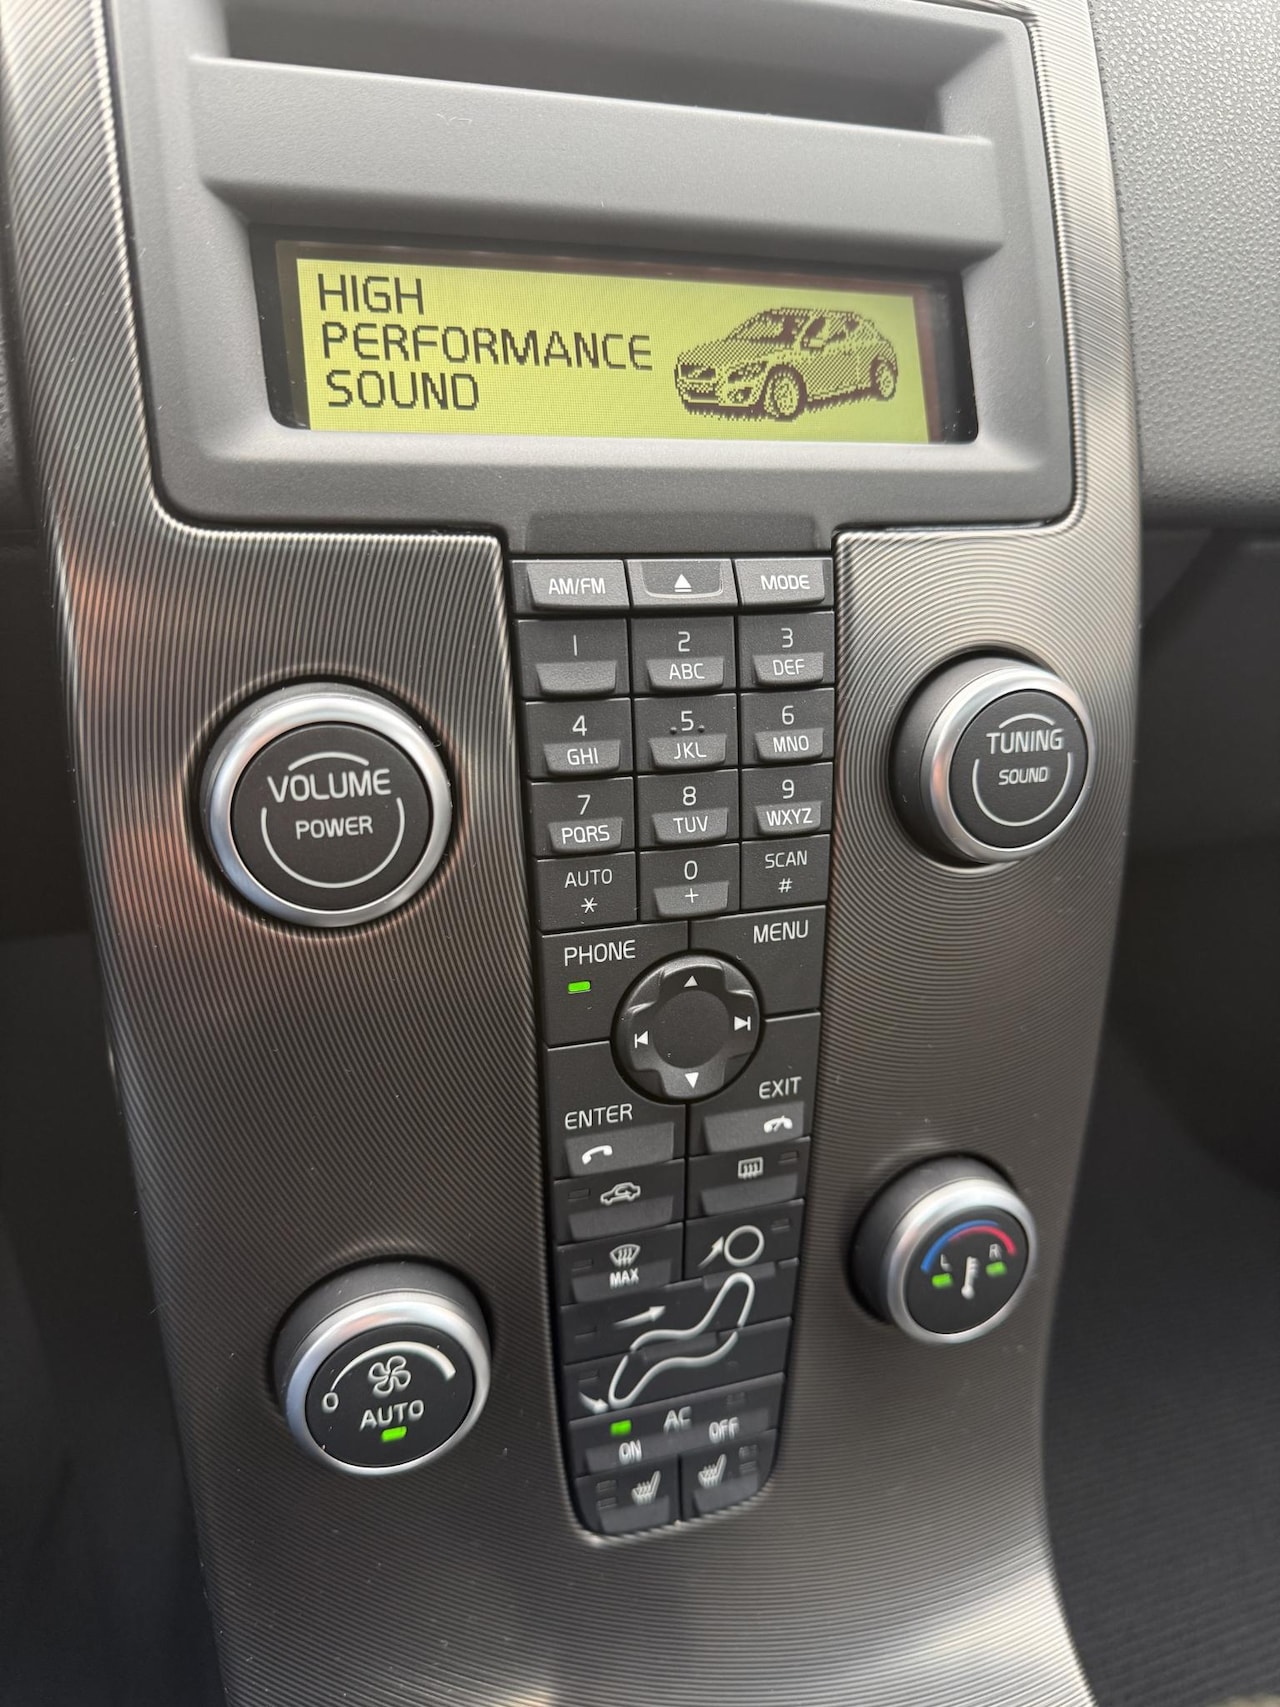 HIGH
PERFORMANCE
SOUND
AM/FM MODE
1 2 3
ABC DEF
4 5 6
GHI JKL MNO
7 8 9
PQRS TUV WXYZ
AUTO 0 SCAN
* + #
VOLUME
POWER
TUNING
SOUND
PHONE MENU
ENTER EXIT
MAX
L R
0
AUTO
AC
ON OFF